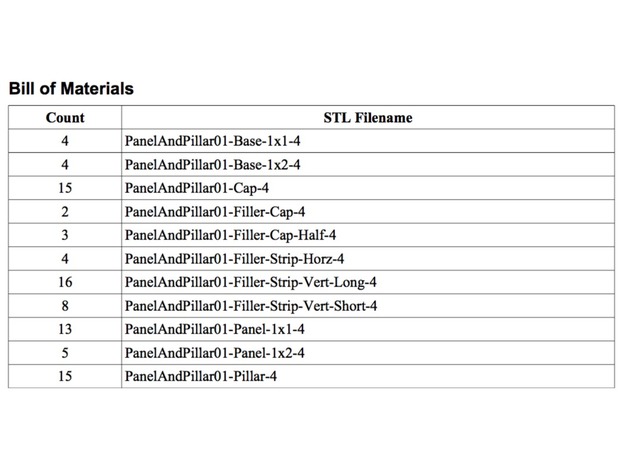 Bill of Materials
Count STL Filename
4 PanelAndPillar01-Base-1x1-4
4 PanelAndPillar01-Base-1x2-4
15 PanelAndPillar01-Cap-4
2 PanelAndPillar01-Filler-Cap-4
3 PanelAndPillar01-Filler-Cap-Half-4
4 PanelAndPillar01-Filler-Strip-Horz-4
16 PanelAndPillar01-Filler-Strip-Vert-Long-4
8 PanelAndPillar01-Filler-Strip-Vert-Short-4
13 PanelAndPillar01-Panel-1x1-4
5 PanelAndPillar01-Panel-1x2-4
15 PanelAndPillar01-Pillar-4